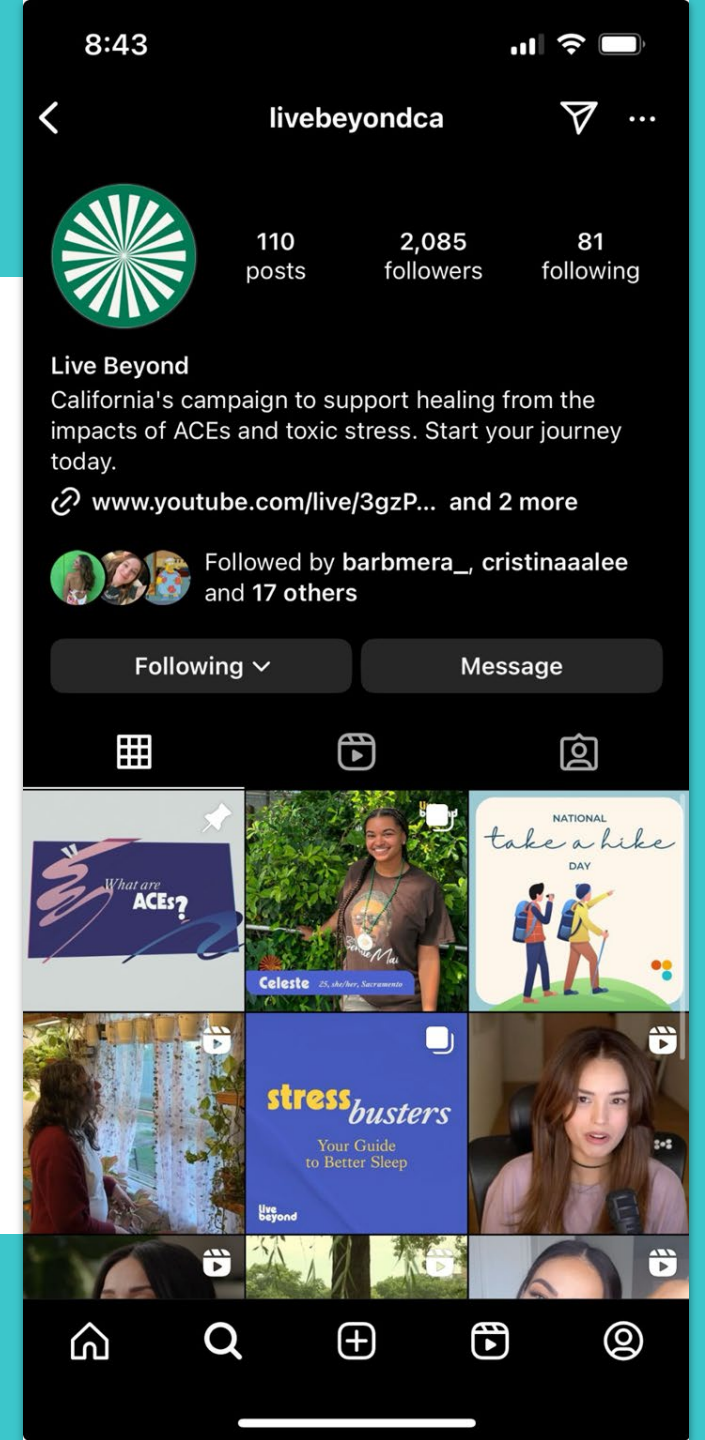 8:43
livebeyondca
110
posts
2,085
followers
81
following
Live Beyond
California's campaign to support healing from the
impacts of ACEs and toxic stress. Start your journey
today.
www.youtube.com/live/3gzP... and 2 more
Followed by barbmera_, cristinaaalee
and 17 others
Following
Message
What are
ACEs?
Celeste 25, she/her, Sacramento
NATIONAL
take a hike
DAY
stress
busters
Your Guide
to Better Sleep
live
beyond